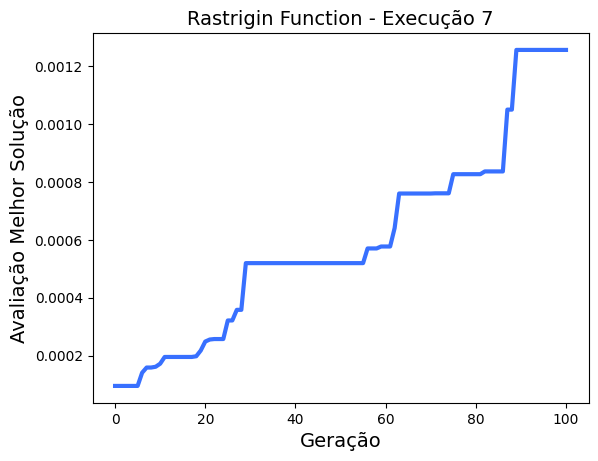 Rastrigin Function - Execução 7
Avaliação Melhor Solução
0.0012
0.0010
0.0008
0.0006
0.0004
0.0002
0 20 40 60 80 100
Geração